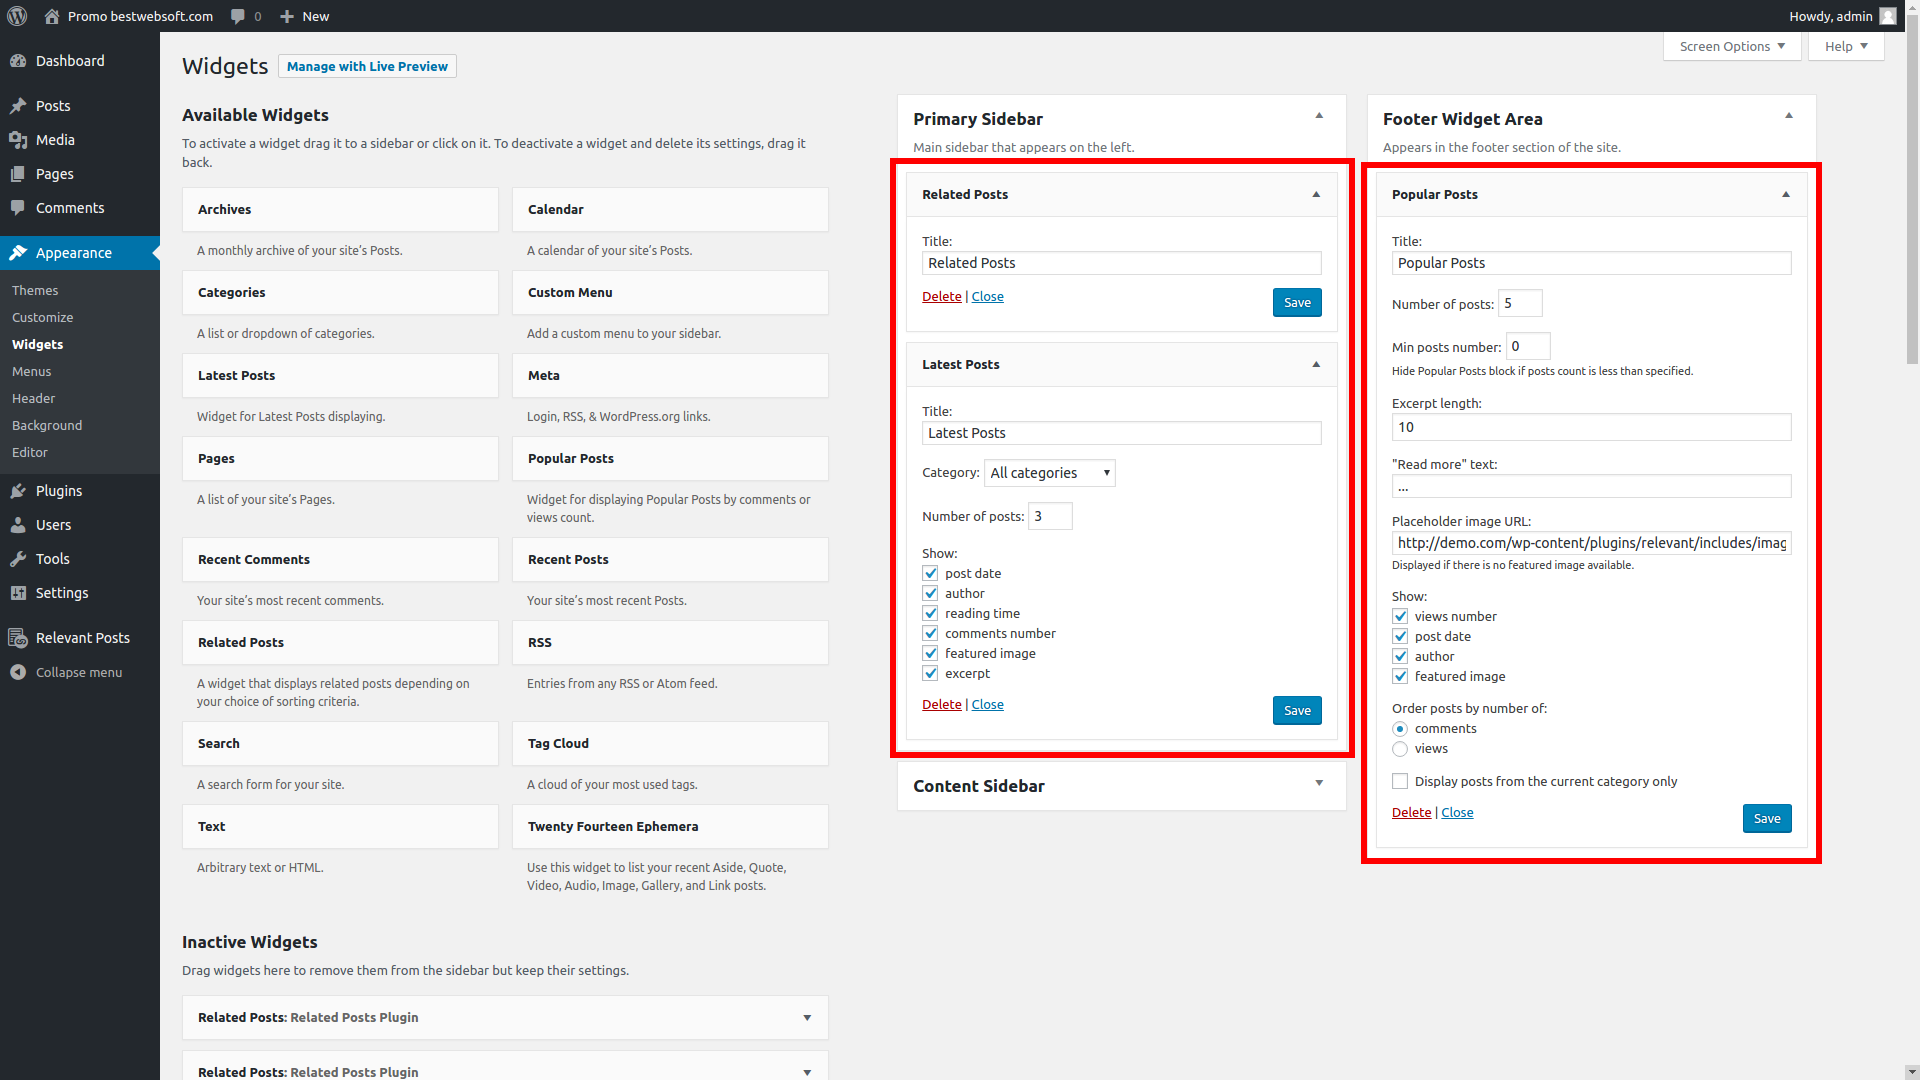 Promo bestwebsoft.com 0 New Howdy, admin
Dashboard
Posts
Media
Pages
Comments
Appearance
Themes
Customize
Widgets
Menus
Header
Background
Editor
Plugins
Users
Tools
Settings
Relevant Posts
Collapse menu
Screen Options Help
Widgets Manage with Live Preview
Available Widgets
To activate a widget drag it to a sidebar or click on it. To deactivate a widget and delete its settings, drag it
back.
Archives
A monthly archive of your site’s Posts.
Calendar
A calendar of your site’s Posts.
Categories
A list or dropdown of categories.
Custom Menu
Add a custom menu to your sidebar.
Latest Posts
Widget for Latest Posts displaying.
Meta
Login, RSS, & WordPress.org links.
Pages
A list of your site’s Pages.
Popular Posts
Widget for displaying Popular Posts by comments or
views count.
Recent Comments
Your site’s most recent comments.
Recent Posts
Your site’s most recent Posts.
Related Posts
A widget that displays related posts depending on
your choice of sorting criteria.
RSS
Entries from any RSS or Atom feed.
Search
A search form for your site.
Tag Cloud
A cloud of your most used tags.
Text
Arbitrary text or HTML.
Twenty Fourteen Ephemera
Use this widget to list your recent Aside, Quote,
Video, Audio, Image, Gallery, and Link posts.
Inactive Widgets
Drag widgets here to remove them from the sidebar but keep their settings.
Related Posts: Related Posts Plugin
Related Posts: Related Posts Plugin
Primary Sidebar
Main sidebar that appears on the left.
Related Posts
Title:
Related Posts
Delete | Close Save
Latest Posts
Title:
Latest Posts
Category: All categories
Number of posts: 3
Show:
post date
author
reading time
comments number
featured image
excerpt
Delete | Close Save
Content Sidebar
Footer Widget Area
Appears in the footer section of the site.
Popular Posts
Title:
Popular Posts
Number of posts: 5
Min posts number: 0
Hide Popular Posts block if posts count is less than specified.
Excerpt length:
10
"Read more" text:
...
Placeholder image URL:
http://demo.com/wp-content/plugins/relevant/includes/imag
Displayed if there is no featured image available.
Show:
views number
post date
author
featured image
Order posts by number of:
comments
views
Display posts from the current category only
Delete | Close Save